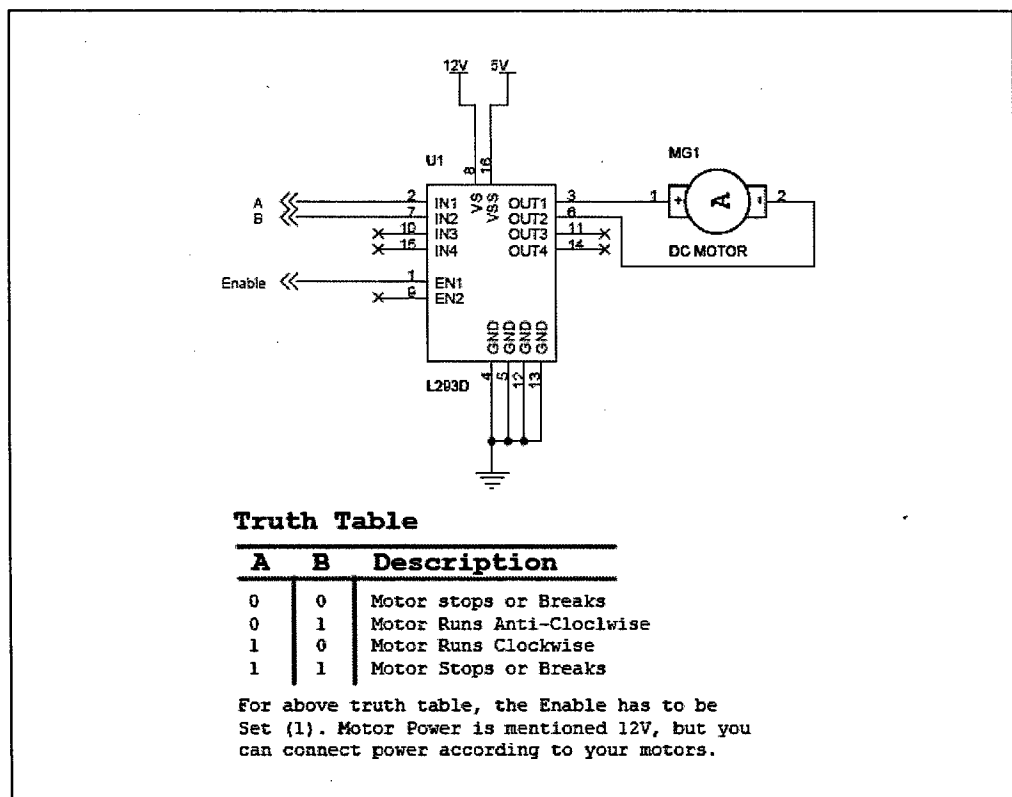 12V 5V
U1
8 16
MG1
A
B
Enable
2
7
10
15
1
9
IN1
IN2
IN3
IN4
EN1
EN2
VS
VSS
OUT1
OUT2
OUT3
OUT4
3
6
11
14
1 + A - 2
DC MOTOR
GND GND GND GND
L293D
4 5 12 13
Truth Table
A B Description
0 0 Motor stops or Breaks
0 1 Motor Runs Anti-Cloclwise
1 0 Motor Runs Clockwise
1 1 Motor Stops or Breaks
For above truth table, the Enable has to be
Set (1). Motor Power is mentioned 12V, but you
can connect power according to your motors.